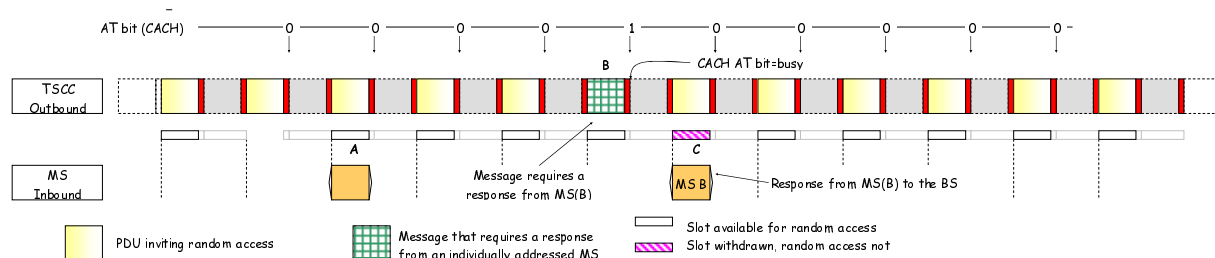 AT bit (CACH) 0 0 0 0 1 0 0 0 0 0
B CACH AT bit=busy
TSCC
Outbound
A C
MS
Inbound
Message requires a
response from MS(B)
MS B
Response from MS(B) to the BS
PDU inviting random access
Message that requires a response
from an individually addressed MS
Slot available for random access
Slot withdrawn, random access not